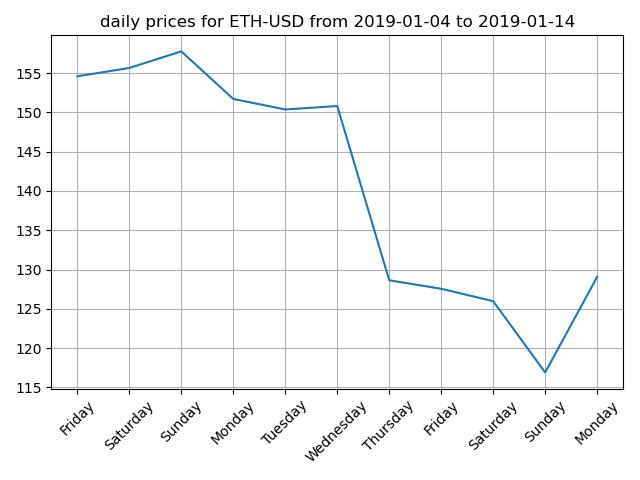 daily prices for ETH-USD from 2019-01-04 to 2019-01-14
155
150
145
140
135
130
125
120
115
Friday
Saturday
Sunday
Monday
Tuesday
Wednesday
Thursday
Friday
Saturday
Sunday
Monday